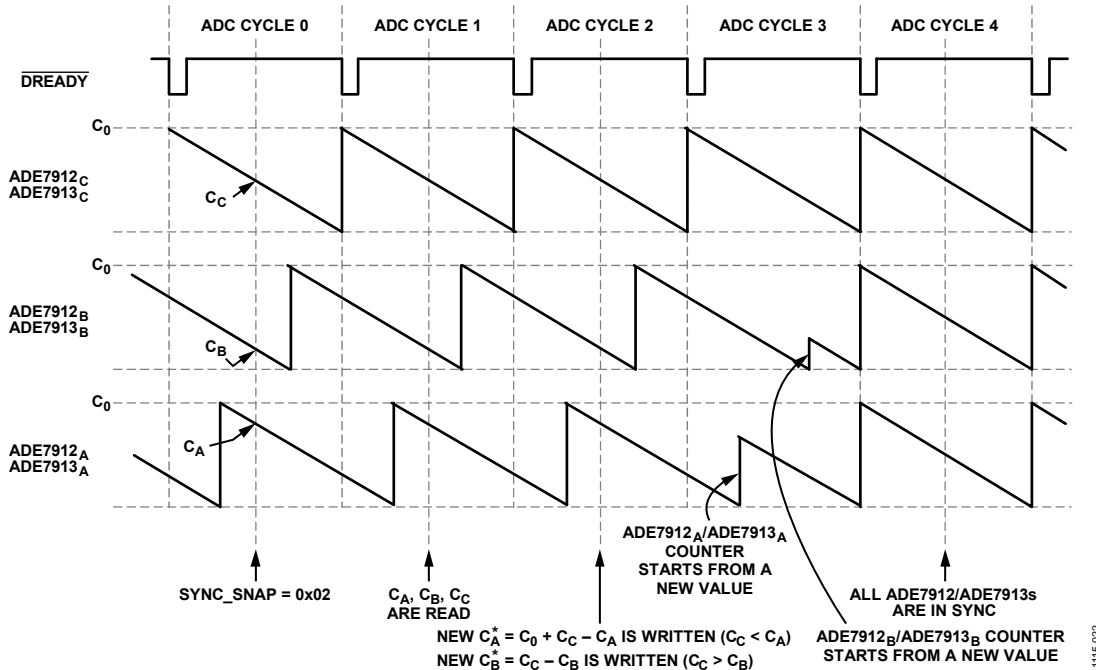 ADC CYCLE 0 ADC CYCLE 1 ADC CYCLE 2 ADC CYCLE 3 ADC CYCLE 4
DREADY
C0
ADE7912C
ADE7913C
CC
C0
ADE7912B
ADE7913B
CB
C0
ADE7912A
ADE7913A
CA
ADE7912A/ADE7913A
COUNTER
STARTS FROM A
NEW VALUE
SYNC_SNAP = 0x02
CA, CB, CC
ARE READ
NEW CA* = C0 + CC – CA IS WRITTEN (CC < CA)
NEW CB* = CC – CB IS WRITTEN (CC > CB)
ALL ADE7912/ADE7913s
ARE IN SYNC
ADE7912B/ADE7913B COUNTER
STARTS FROM A NEW VALUE